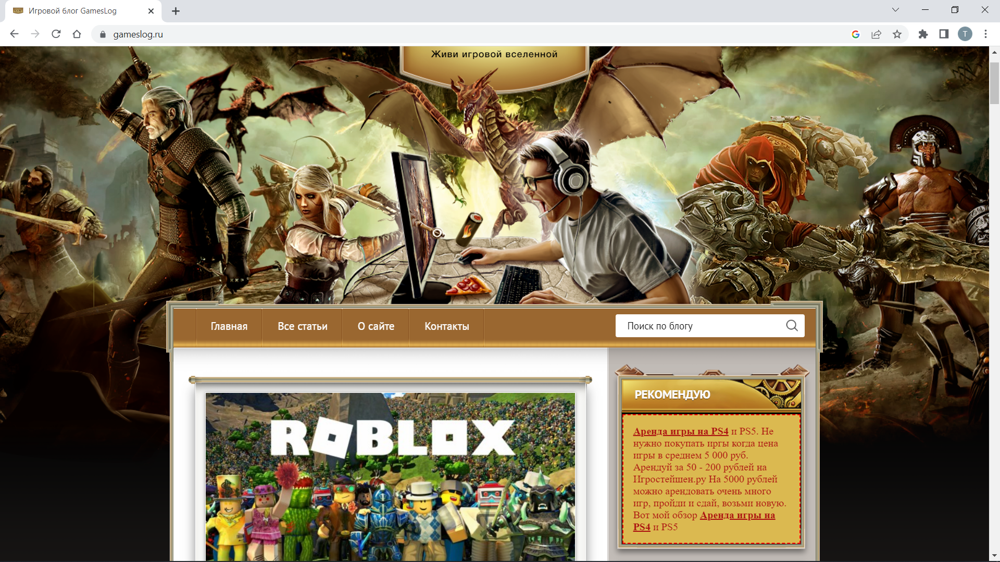 Игровой блог GamesLog
gameslog.ru
T
Живи игровой вселенной
Главная
Все статьи
О сайте
Контакты
Поиск по блогу
ROBLOX
РЕКОМЕНДУЮ
Аренда игры на PS4 и PS5. Не
нужно покупать иргы когда цена
игры в среднем 5 000 руб.
Арендуй за 50 - 200 рублей на
Игростейшен.ру На 5000 рублей
можно арендовать очень много
игр, пройди и сдай, возьми новую.
Вот мой обзор Аренда игры на
PS4 и PS5